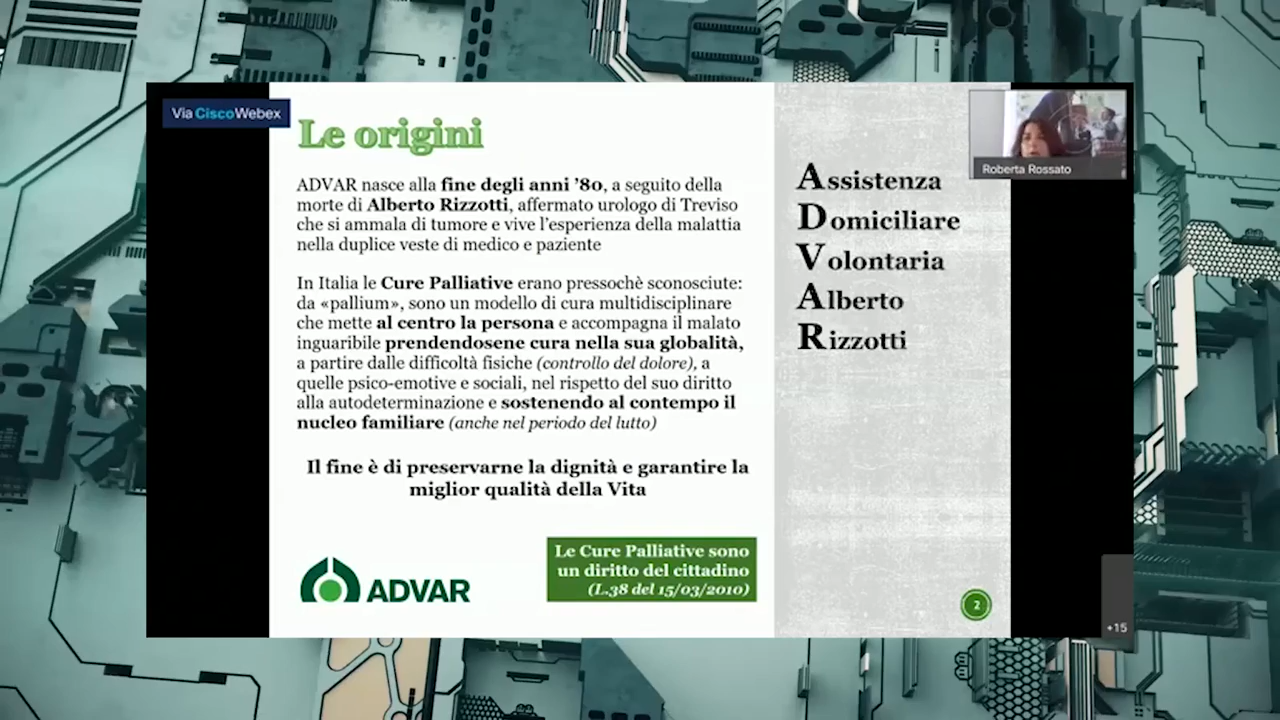 Via CiscoWebex
Le origini
ADVAR nasce alla fine degli anni ’80, a seguito della
morte di Alberto Rizzotti, affermato urologo di Treviso
che si ammala di tumore e vive l’esperienza della malattia
nella duplice veste di medico e paziente
In Italia le Cure Palliative erano pressochè sconosciute:
da «pallium», sono un modello di cura multidisciplinare
che mette al centro la persona e accompagna il malato
inguaribile prendendosene cura nella sua globalità,
a partire dalle difficoltà fisiche (controllo del dolore), a
quelle psico-emotive e sociali, nel rispetto del suo diritto
alla autodeterminazione e sostenendo al contempo il
nucleo familiare (anche nel periodo del lutto)
Il fine è di preservarne la dignità e garantire la
miglior qualità della Vita
ADVAR
Le Cure Palliative sono
un diritto del cittadino
(L.38 del 15/03/2010)
Roberta Rossato
Assistenza
Domiciliare
Volontaria
Alberto
Rizzotti
2
+15